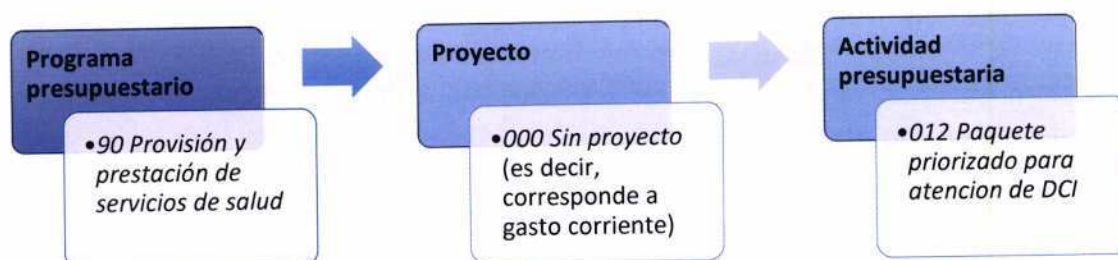 Programa
presupuestario
•90 Provisión y
prestación de
servicios de salud
Proyecto
•000 Sin proyecto
(es decir,
corresponde a
gasto corriente)
Actividad
presupuestaria
•012 Paquete
priorizado para
atencion de DCI